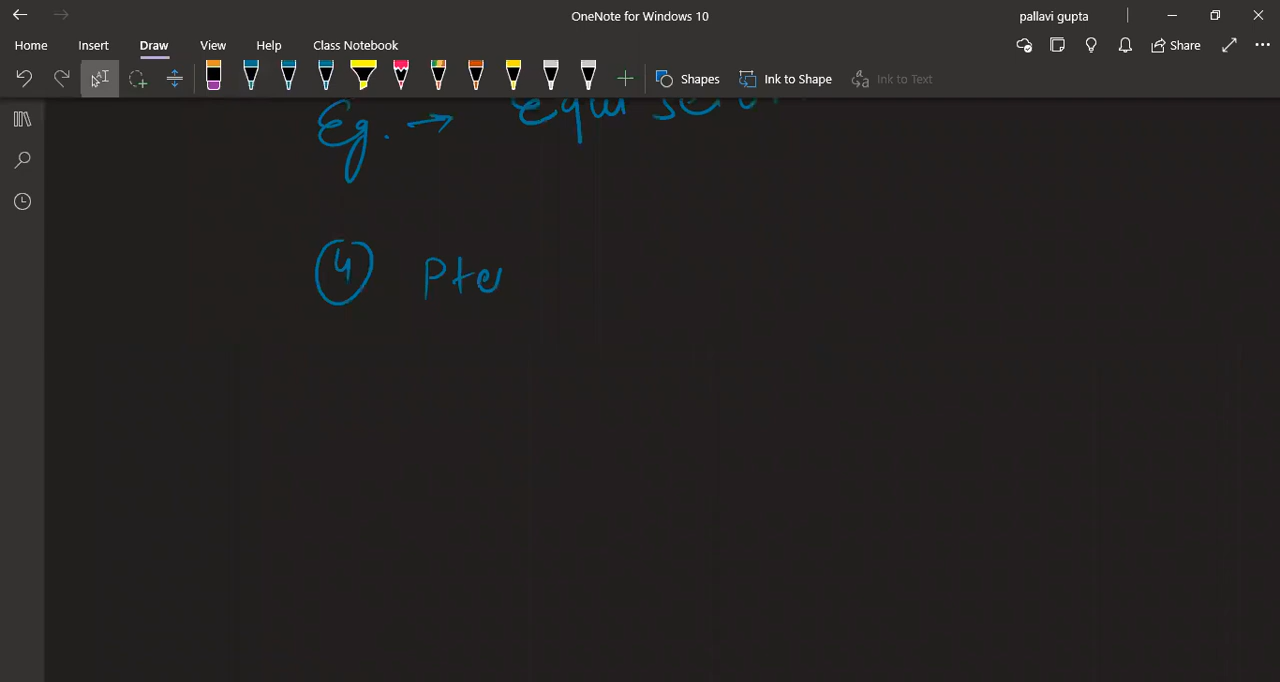 OneNote for Windows 10
pallavi gupta
Home Insert Draw View Help Class Notebook
Share
Shapes Ink to Shape Ink to Text
Eg. →
④ Pte